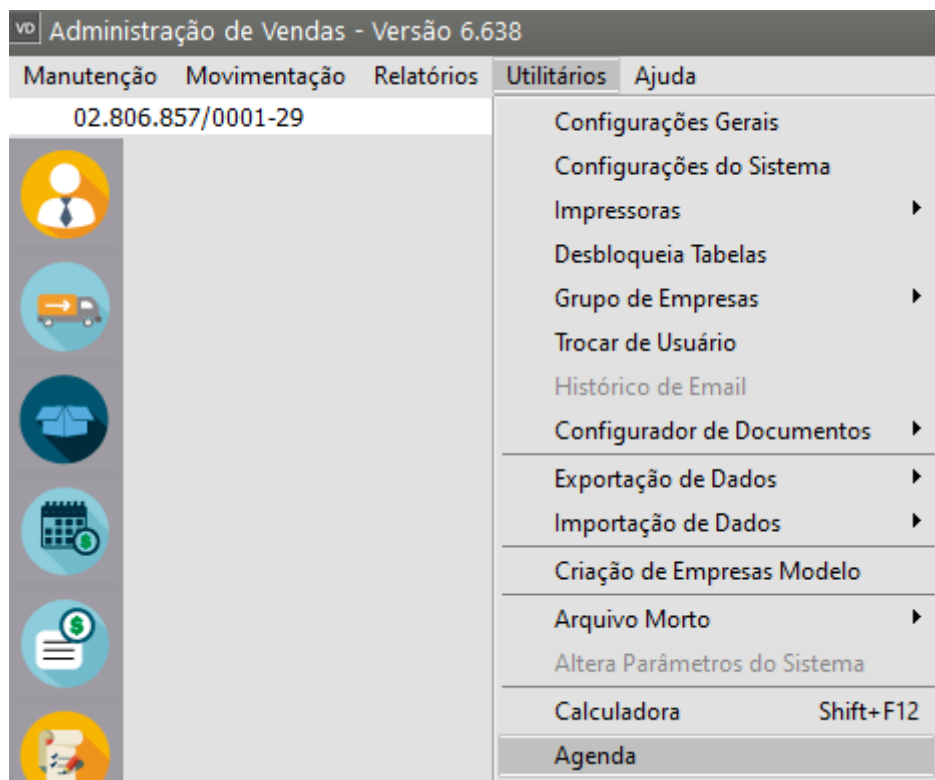 VD Administração de Vendas - Versão 6.638
Manutenção Movimentação Relatórios Utilitários Ajuda
02.806.857/0001-29
Configurações Gerais
Configurações do Sistema
Impressoras
Desbloqueia Tabelas
Grupo de Empresas
Trocar de Usuário
Histórico de Email
Configurador de Documentos
Exportação de Dados
Importação de Dados
Criação de Empresas Modelo
Arquivo Morto
Altera Parâmetros do Sistema
Calculadora Shift+F12
Agenda